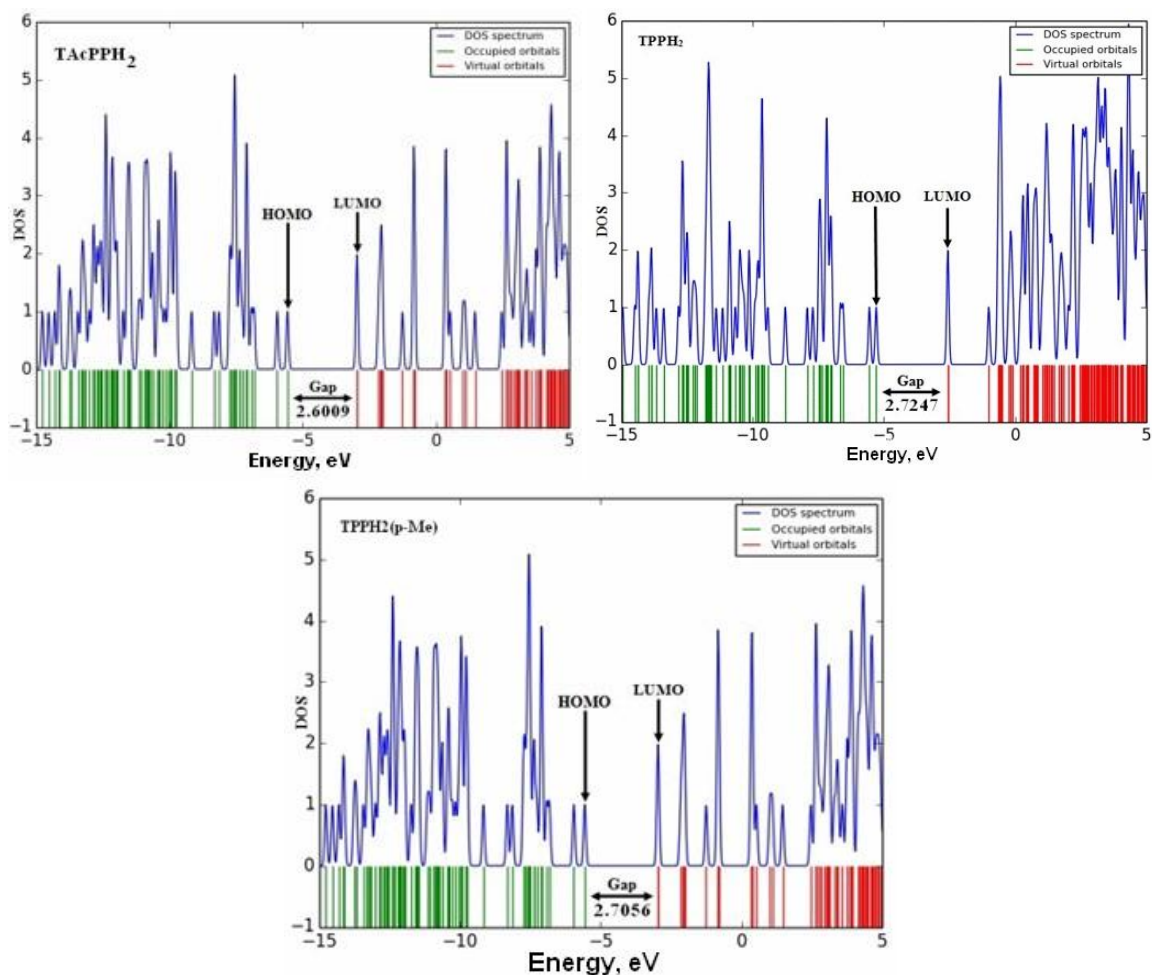 TAcPPH₂
DOS spectrum
Occupied orbitals
Virtual orbitals
6
5
4
3
2
1
0
−1
DOS
HOMO
LUMO
Gap
2.6009
−15
−10
−5
0
5
Energy, eV
TPPH₂
DOS spectrum
Occupied orbitals
Virtual orbitals
6
5
4
3
2
1
0
−1
DOS
HOMO
LUMO
Gap
2.7247
−15
−10
−5
0
5
Energy, eV
TPPH2(p-Me)
DOS spectrum
Occupied orbitals
Virtual orbitals
6
5
4
3
2
1
0
−1
DOS
HOMO
LUMO
Gap
2.7056
−15
−10
−5
0
5
Energy, eV